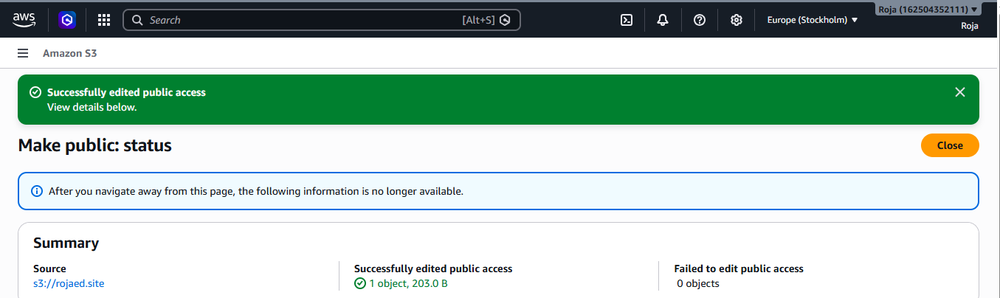 aws
Search
[Alt+S]
Europe (Stockholm)
Roja (162504352111)
Roja
Amazon S3
Successfully edited public access
View details below.
Make public: status
Close
After you navigate away from this page, the following information is no longer available.
Summary
Source
s3://rojaed.site
Successfully edited public access
1 object, 203.0 B
Failed to edit public access
0 objects